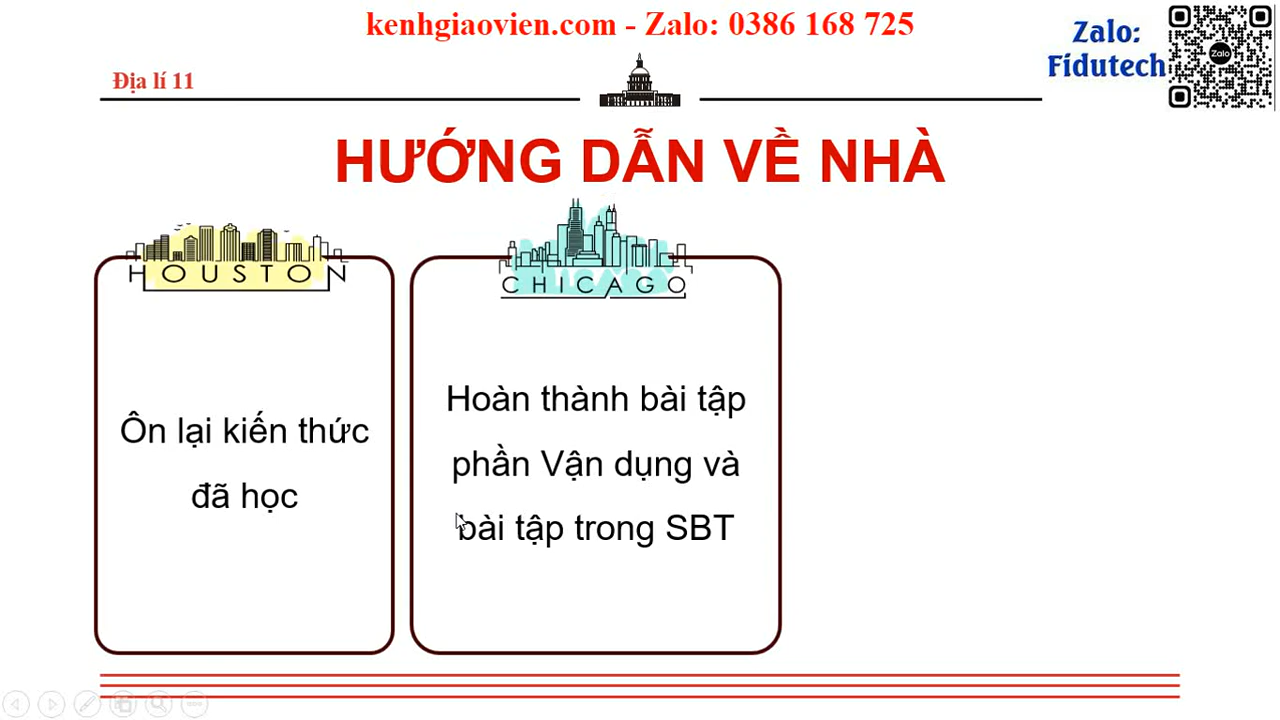 kenhgiaovien.com - Zalo: 0386 168 725
Zalo:
Fidutech
Zalo
Địa lí 11
HƯỚNG DẪN VỀ NHÀ
HOUSTON
CHICAGO
Ôn lại kiến thức
đã học
Hoàn thành bài tập
phần Vận dụng và
bài tập trong SBT